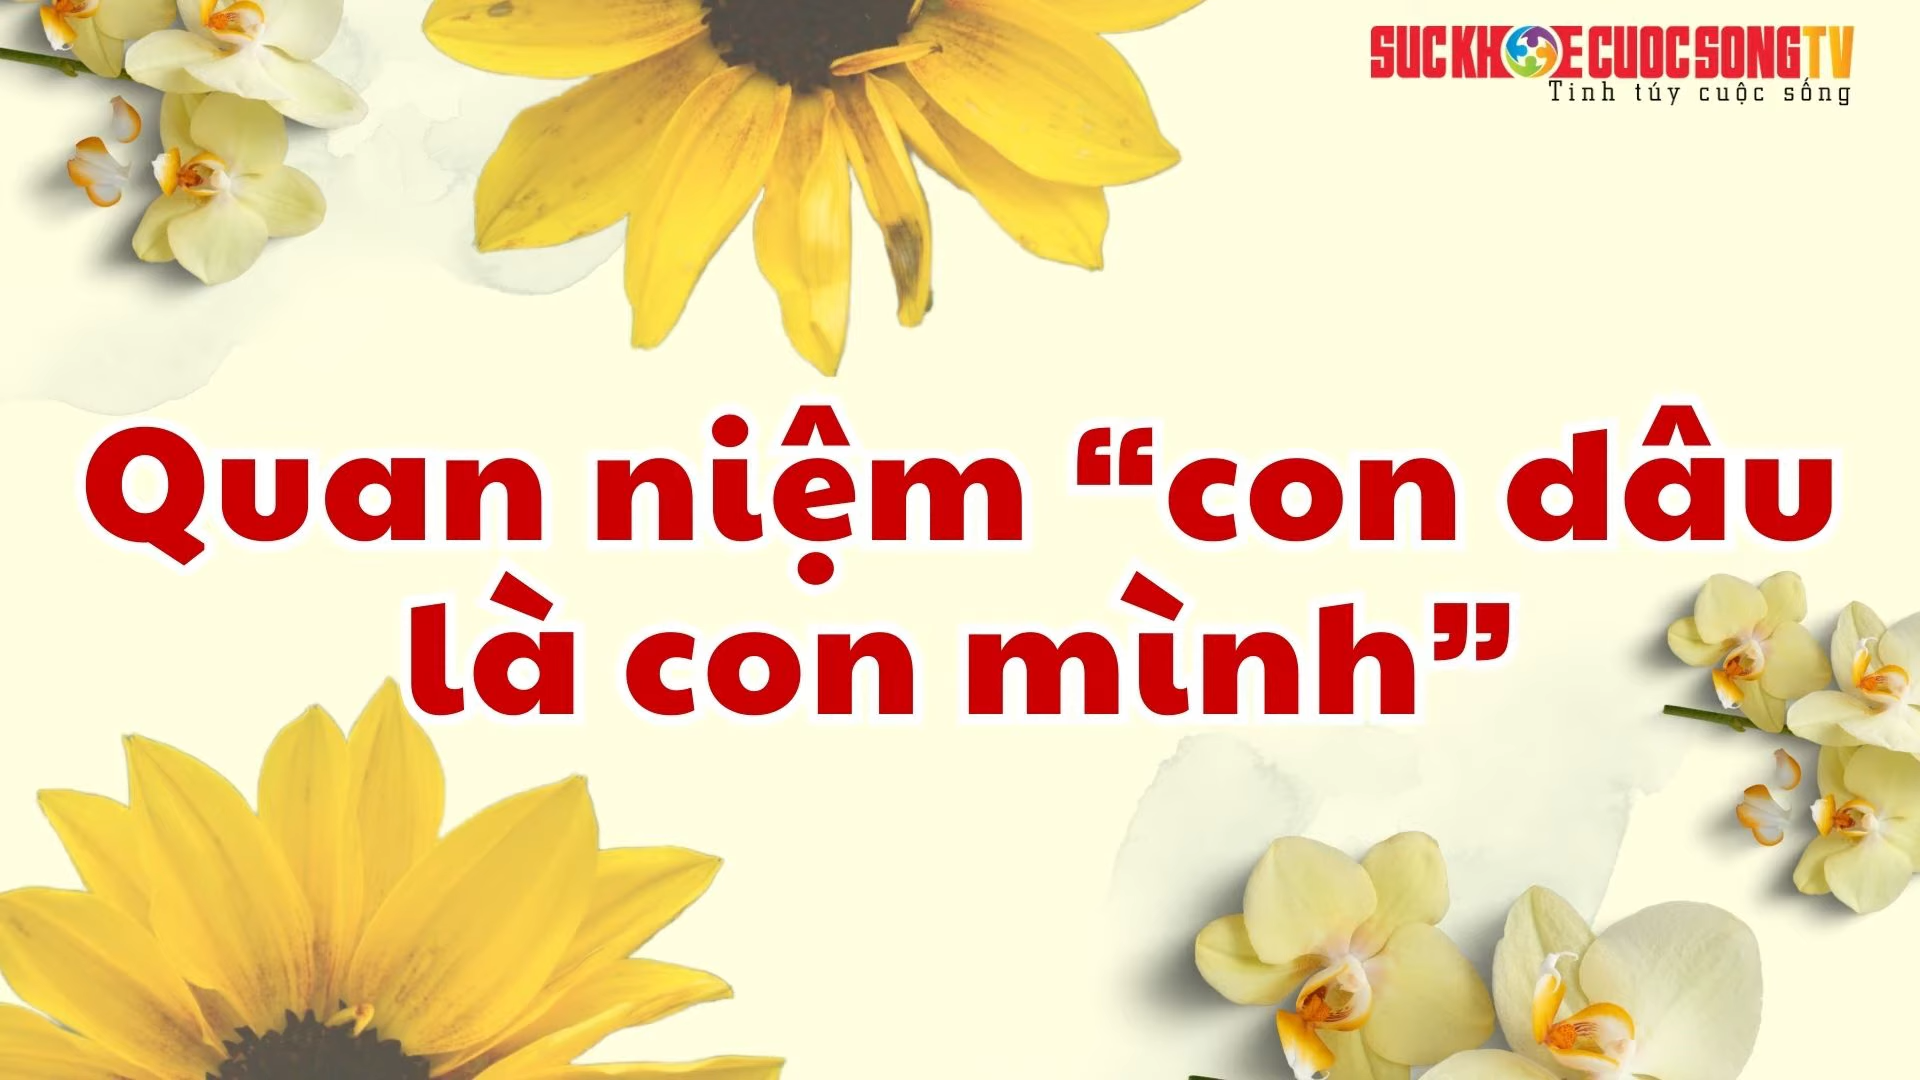 SUCKHOECUOCSONGTV
Tinh túy cuộc sống
Quan niệm “con dâu
là con mình”